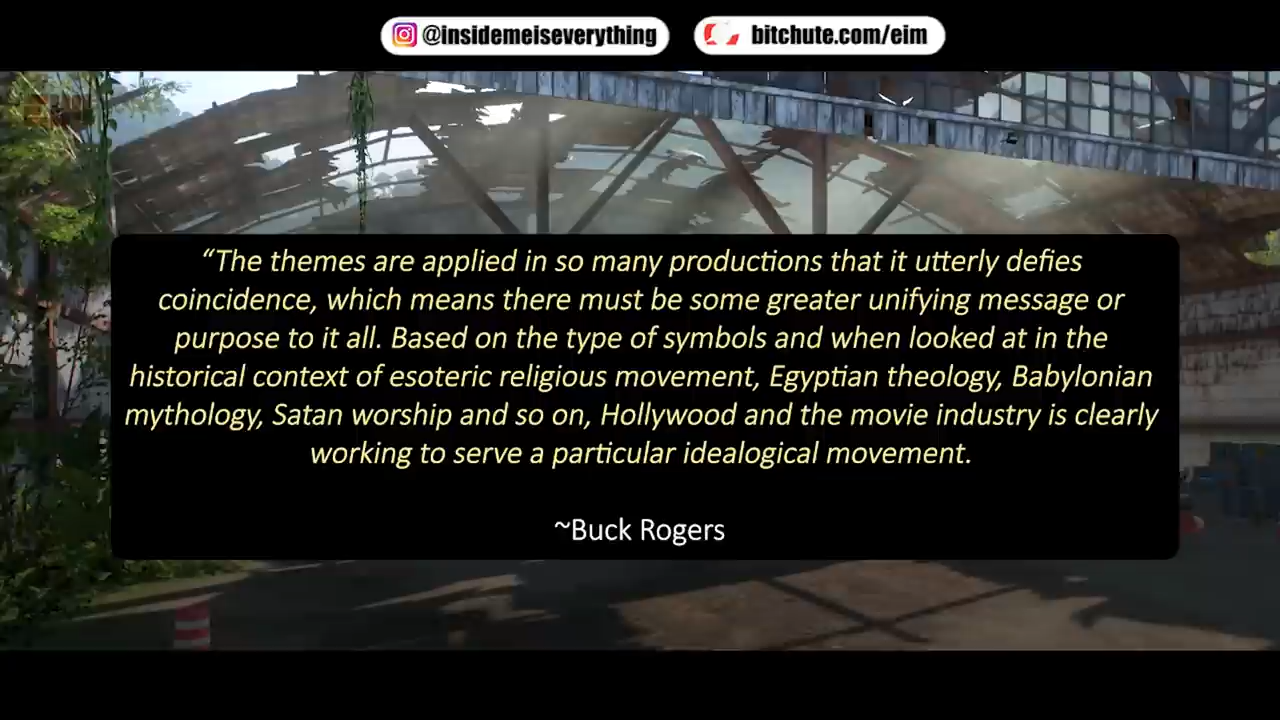 @insidemeiseverything bitchute.com/eim
“The themes are applied in so many productions that it utterly defies
coincidence, which means there must be some greater unifying message or
purpose to it all. Based on the type of symbols and when looked at in the
historical context of esoteric religious movement, Egyptian theology, Babylonian
mythology, Satan worship and so on, Hollywood and the movie industry is clearly
working to serve a particular idealogical movement.
~Buck Rogers